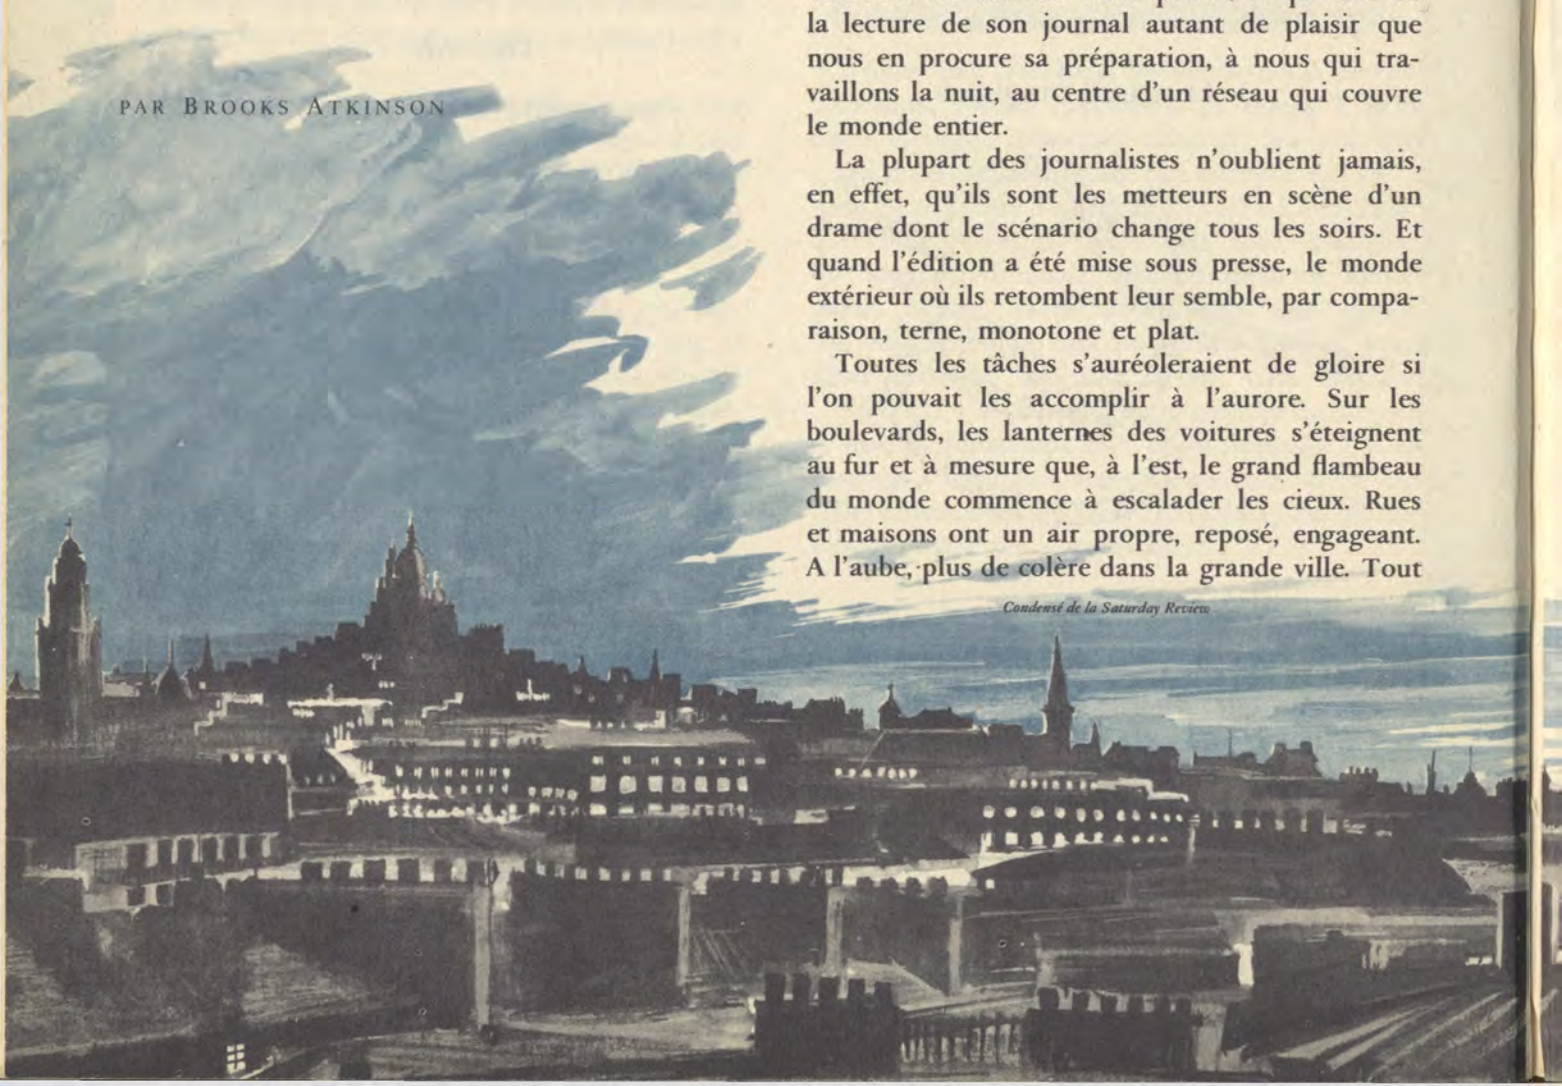 PAR BROOKS ATKINSON
la lecture de son journal autant de plaisir que
nous en procure sa préparation, à nous qui tra-
vaillons la nuit, au centre d'un réseau qui couvre
le monde entier.
La plupart des journalistes n'oublient jamais,
en effet, qu'ils sont les metteurs en scène d'un
drame dont le scénario change tous les soirs. Et
quand l'édition a été mise sous presse, le monde
extérieur où ils retombent leur semble, par compa-
raison, terne, monotone et plat.
Toutes les tâches s'auréoleraient de gloire si
l'on pouvait les accomplir à l'aurore. Sur les
boulevards, les lanternes des voitures s'éteignent
au fur et à mesure que, à l'est, le grand flambeau
du monde commence à escalader les cieux. Rues
et maisons ont un air propre, reposé, engageant.
A l'aube, plus de colère dans la grande ville. Tout
Condensé de la Saturday Review